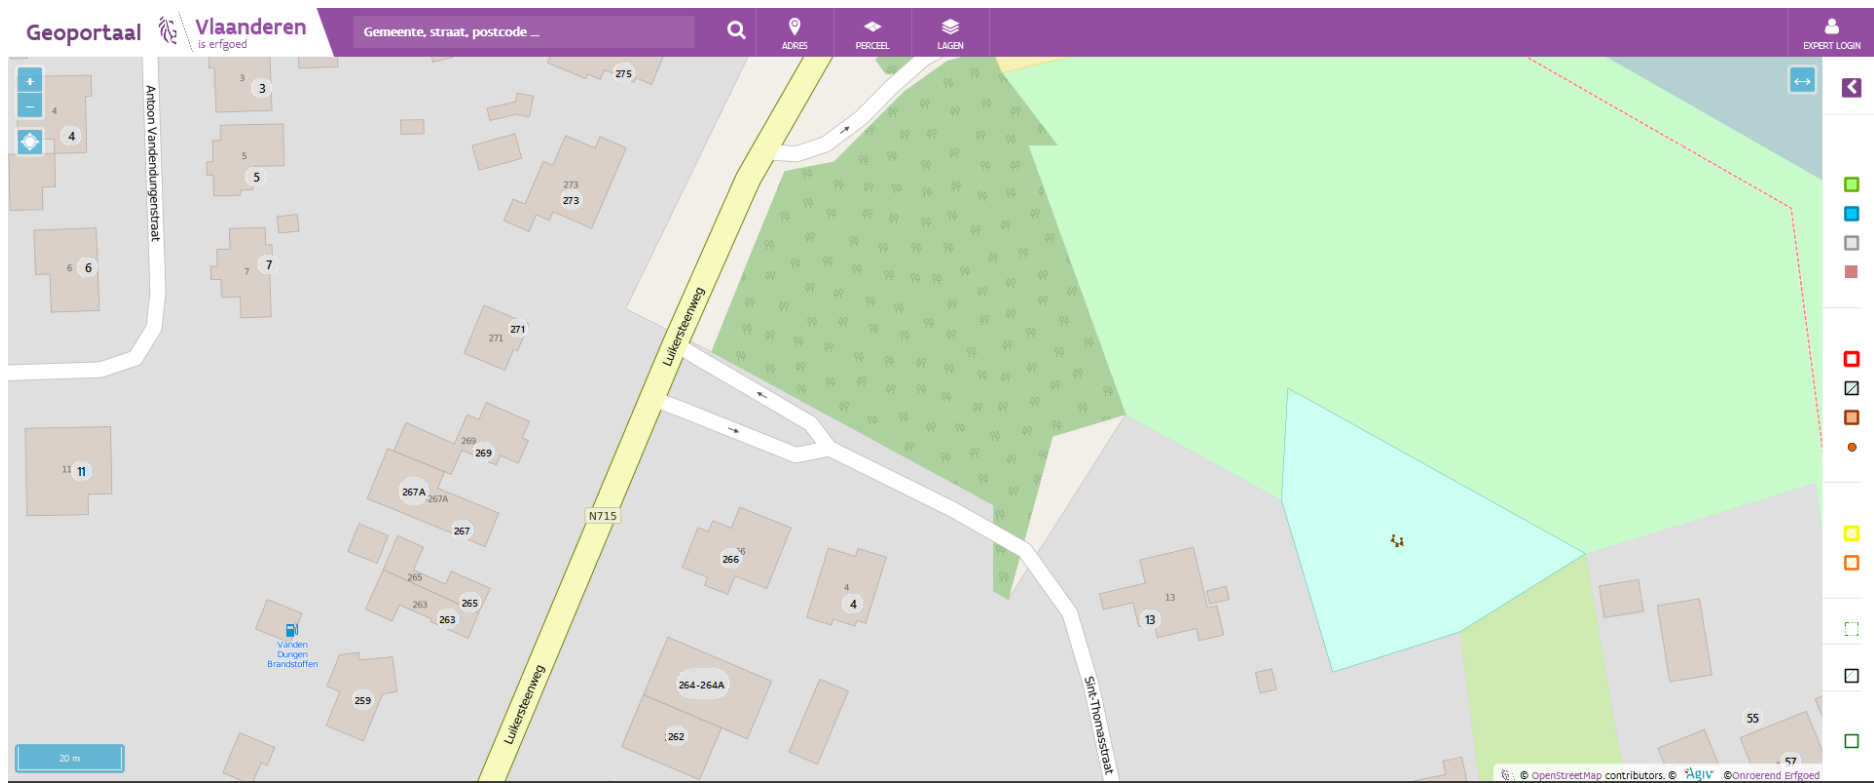 Geoportaal
Vlaanderen
is erfgoed
Gemeente, straat, postcode ...
ADRES
PERCEEL
LAGEN
EXPERT LOGIN
+
−
Antoon Vandendungenstraat
3
3
275
4
4
5
5
273
273
6
6
7
7
271
271
Luikersteenweg
269
269
11
11
267A
267A
267
N715
266
265
265
263
263
4
4
13
13
Vanden
Dungen
Brandstoffen
259
264-264A
262
Luikersteenweg
Sint-Thomasstraat
55
57
20 m
© OpenStreetMap contributors. © Agiv ©Onroerend Erfgoed